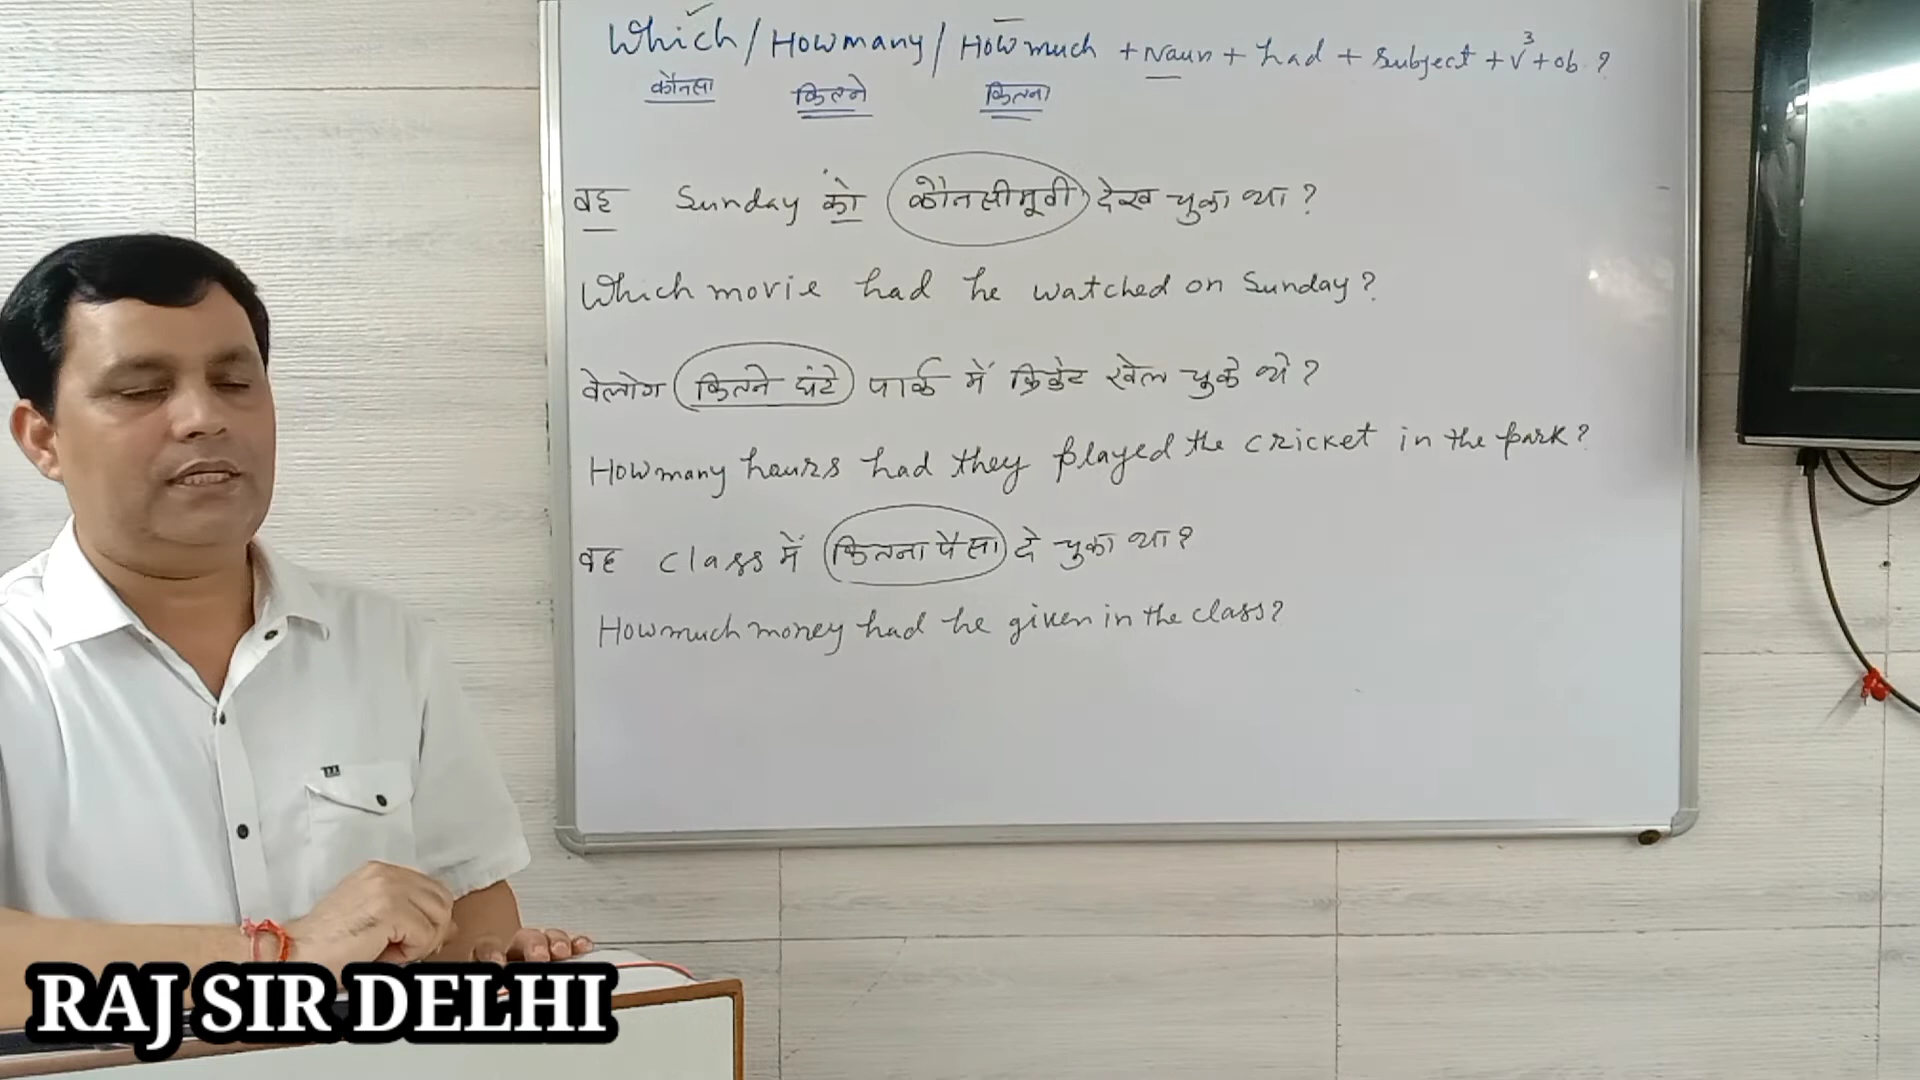 Which / How many / How much + Noun + had + Subject + V³ + ob. ?
कौनसा कितने कितना
वह Sunday को कौनसी मूवी देख चुका था ?
Which movie had he watched on Sunday ?
वेलोग कितने घंटे पार्क में क्रिकेट खेल चुके थे ?
How many hours had they played the cricket in the park ?
वह class में कितना पैसा दे चुका था ?
How much money had he given in the class ?
RAJ SIR DELHI